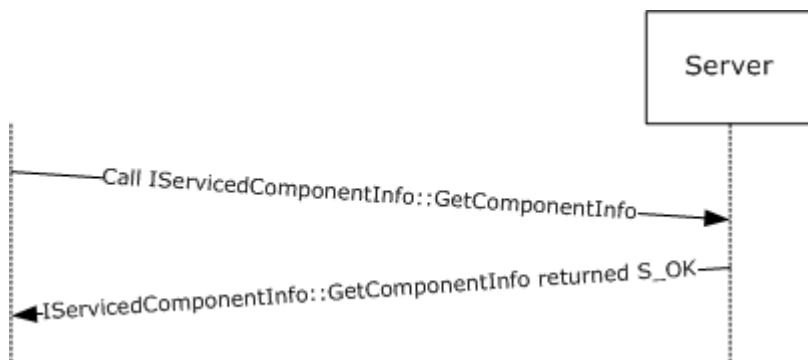 Server
Call IServicedComponentInfo::GetComponentInfo
IServicedComponentInfo::GetComponentInfo returned S_OK